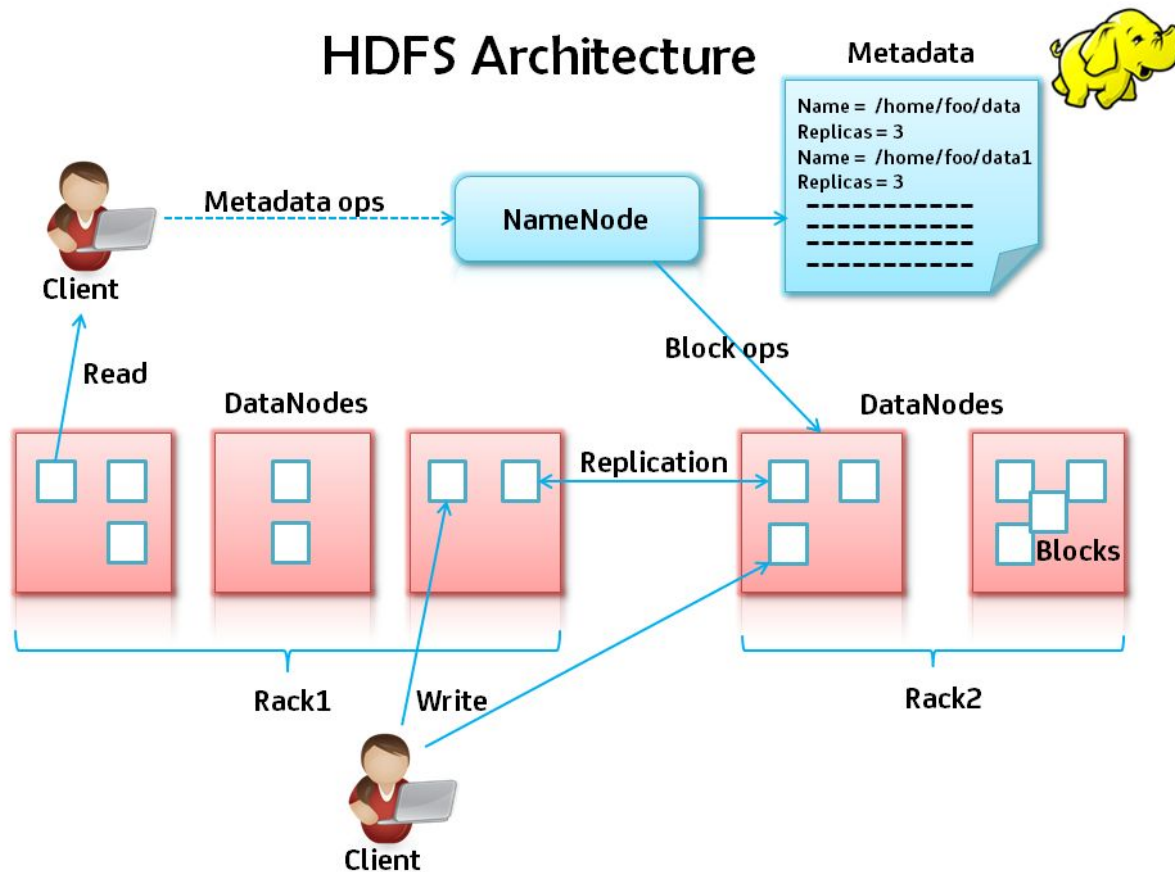 HDFS Architecture
Metadata
Name = /home/foo/data
Replicas = 3
Name = /home/foo/data1
Replicas = 3
Metadata ops
NameNode
Client
Block ops
Read
DataNodes
DataNodes
Replication
Blocks
Rack1
Write
Rack2
Client